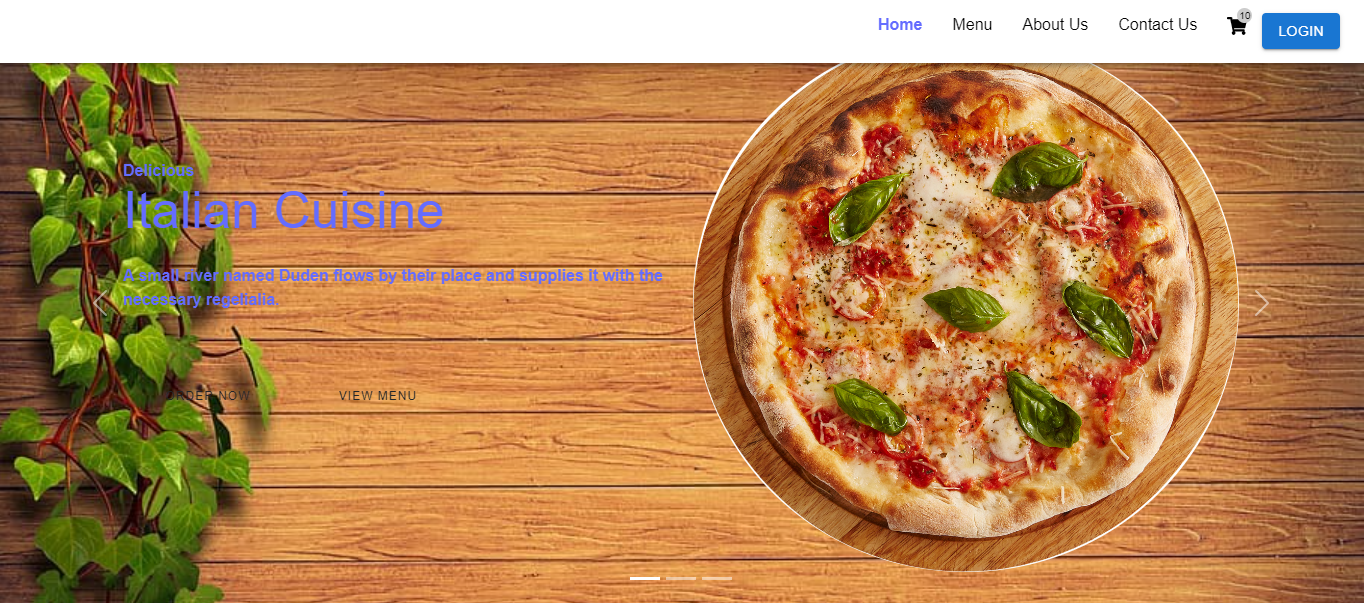 Home Menu About Us Contact Us 10 LOGIN
Delicious
Italian Cuisine
A small river named Duden flows by their place and supplies it with the
necessary regelialia.
ORDER NOW VIEW MENU